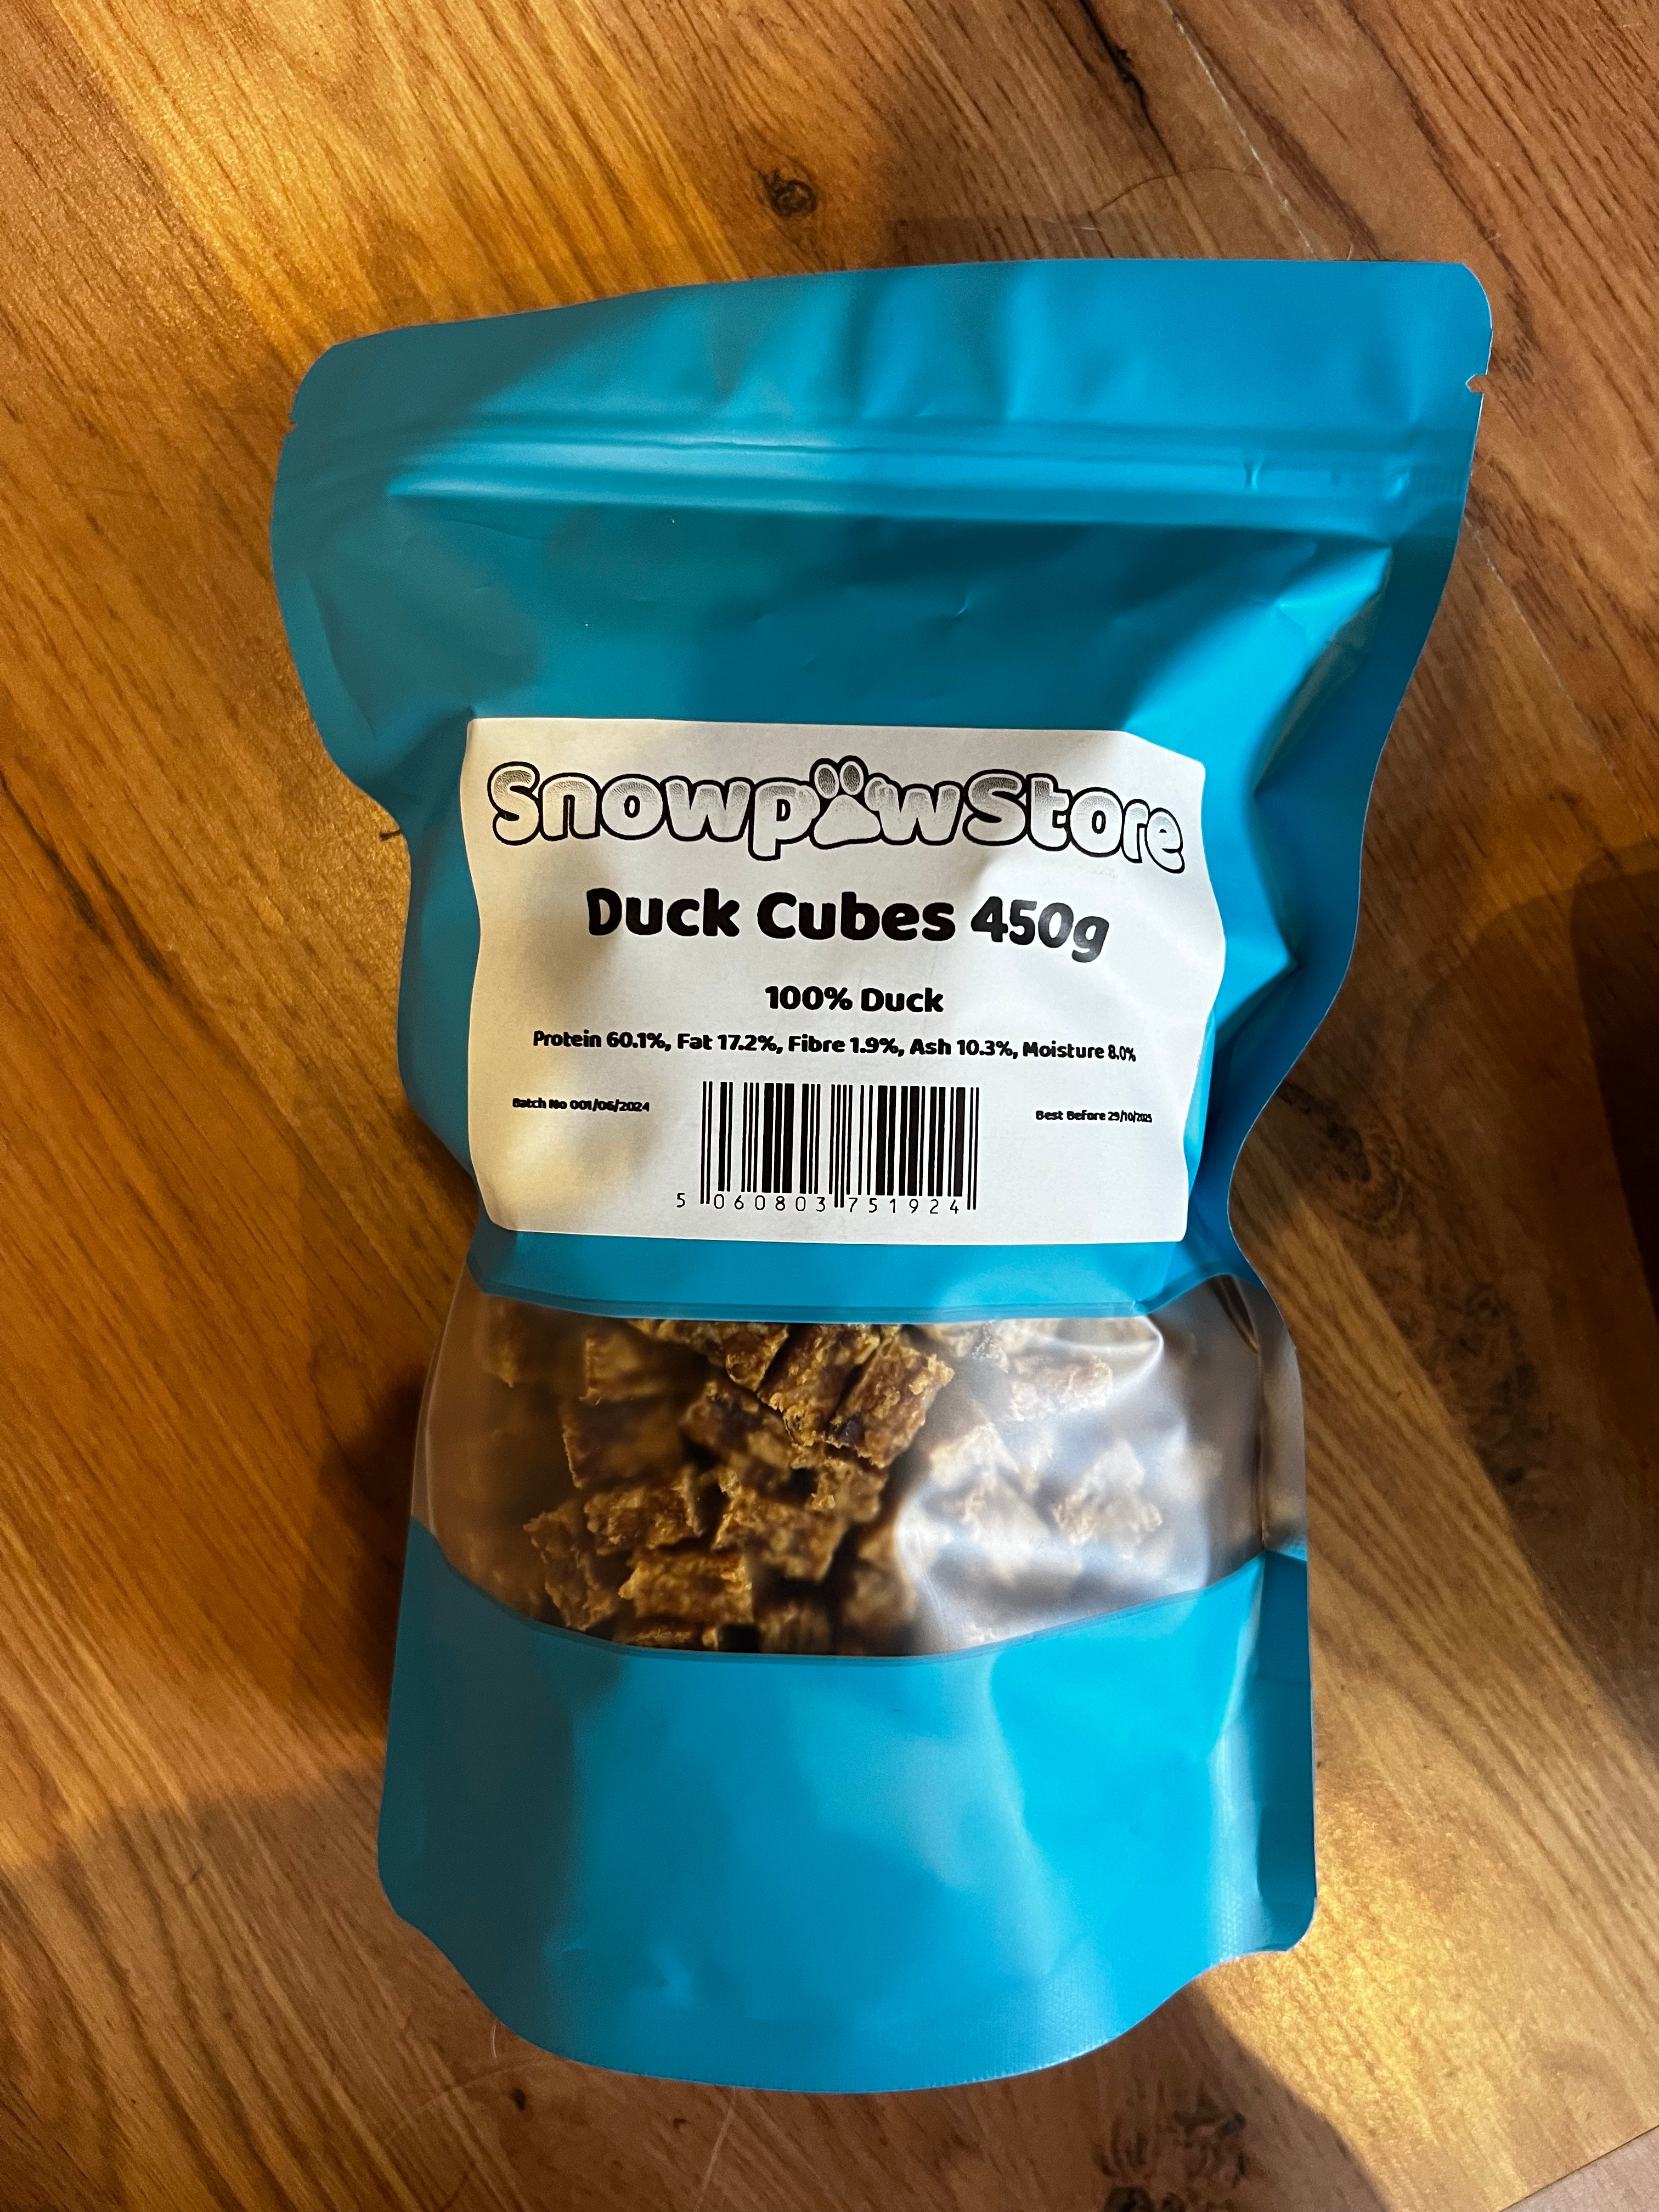 SnowpawStore
Duck Cubes 450g
100% Duck
Protein 60.1%, Fat 17.2%, Fibre 1.9%, Ash 10.3%, Moisture 8.0%
Batch No 001/06/2024
Best Before 29/10/2025
5 060803 751924